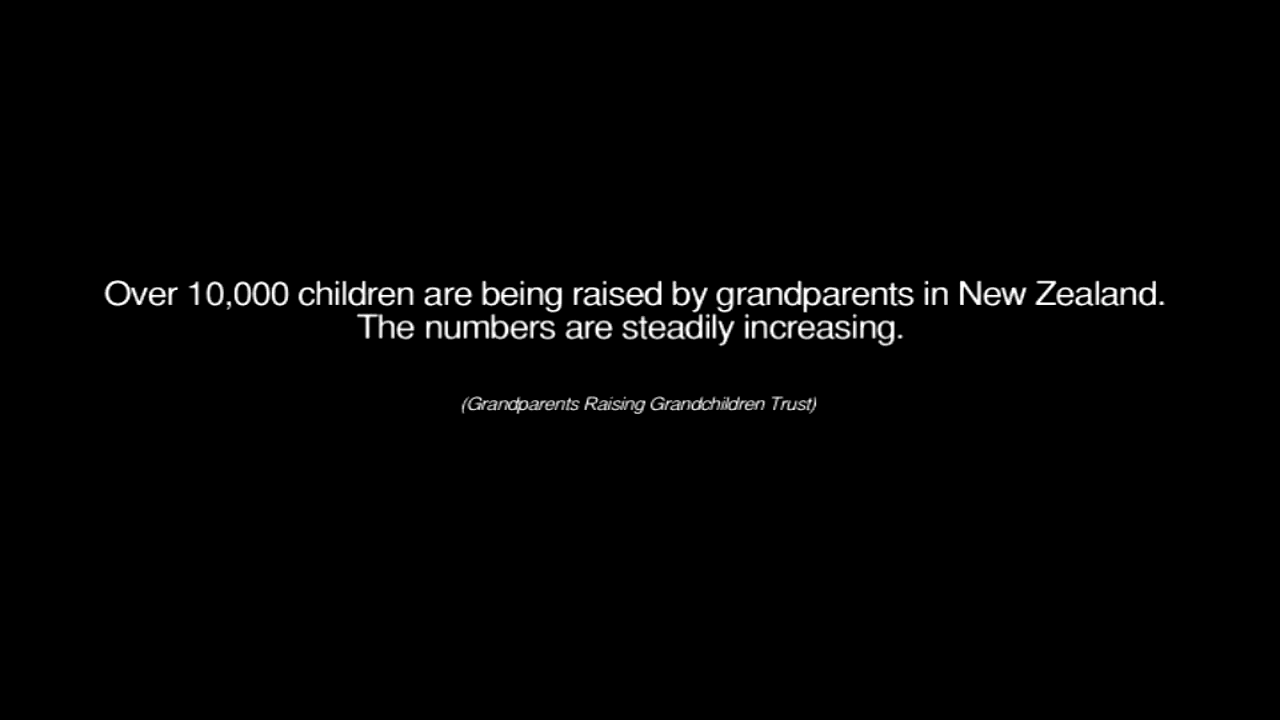 Over 10,000 children are being raised by grandparents in New Zealand.
The numbers are steadily increasing.
(Grandparents Raising Grandchildren Trust)